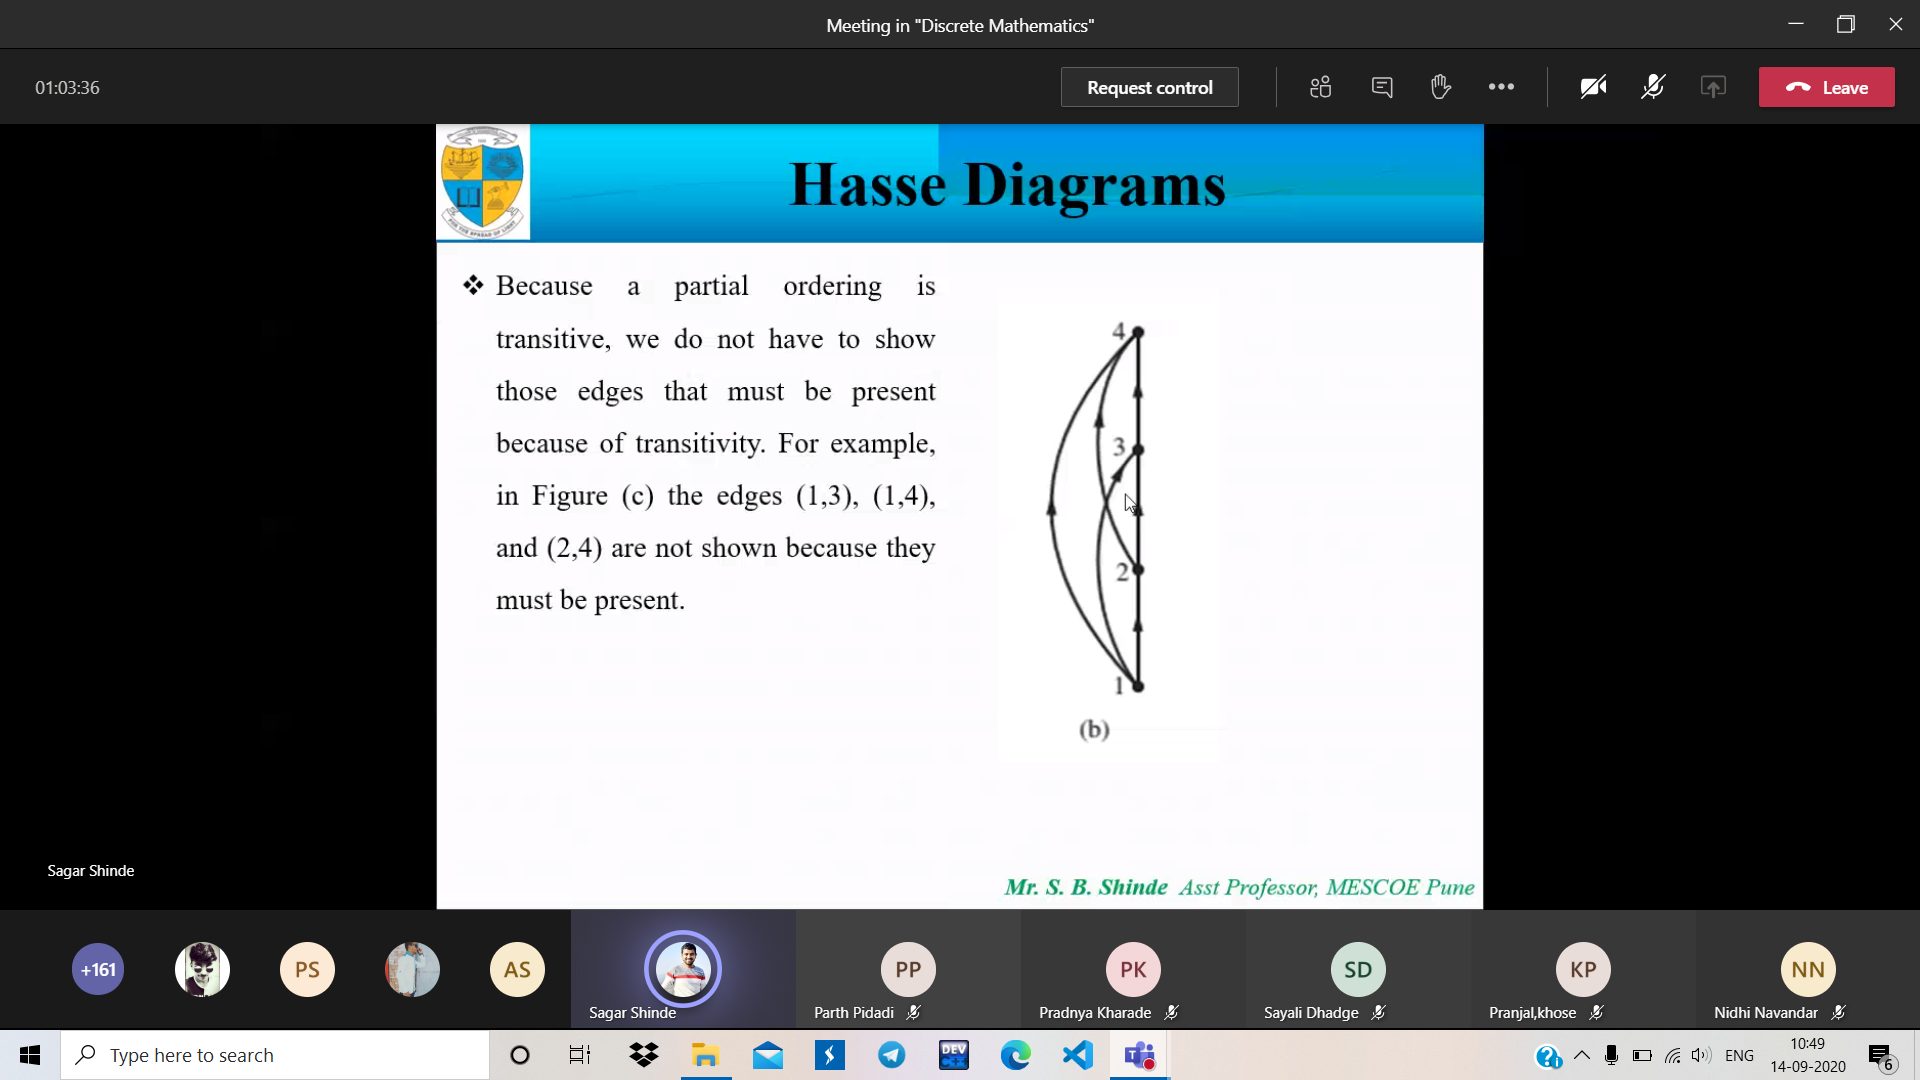 Meeting in "Discrete Mathematics"
01:03:36
Request control
Leave
Hasse Diagrams
❖ Because a partial ordering is
transitive, we do not have to show
those edges that must be present
because of transitivity. For example,
in Figure (c) the edges (1,3), (1,4),
and (2,4) are not shown because they
must be present.
4
3
2
1
(b)
Mr. S. B. Shinde Asst Professor, MESCOE Pune
Sagar Shinde
+161
PS
AS
PP
PK
SD
KP
NN
Sagar Shinde
Parth Pidadi
Pradnya Kharade
Sayali Dhadge
Pranjal,khose
Nidhi Navandar
Type here to search
DEV
C++
T
ENG
10:49
14-09-2020
6